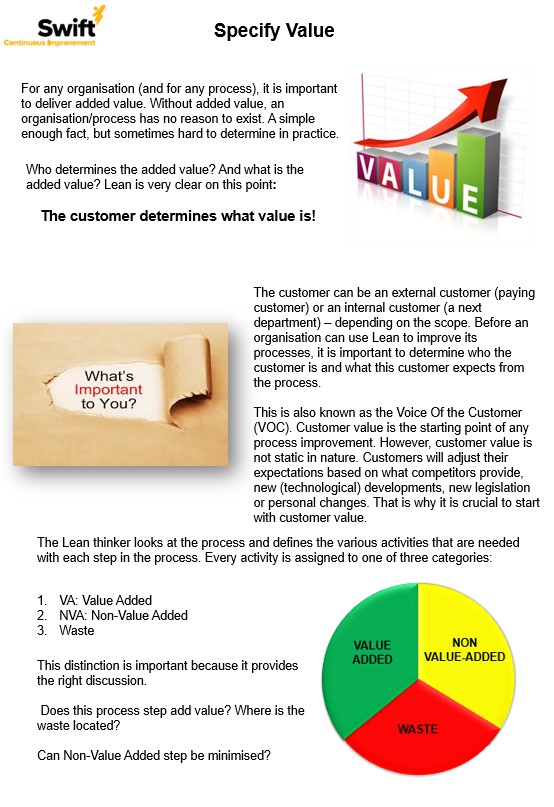 Swift
Continuous Improvement
Specify Value
For any organisation (and for any process), it is important
to deliver added value. Without added value, an
organisation/process has no reason to exist. A simple
enough fact, but sometimes hard to determine in practice.
Who determines the added value? And what is the
added value? Lean is very clear on this point:
The customer determines what value is!
VALUE
The customer can be an external customer (paying
customer) or an internal customer (a next
department) – depending on the scope. Before an
organisation can use Lean to improve its
processes, it is important to determine who the
customer is and what this customer expects from
the process.
What's
Important
to You?
This is also known as the Voice Of the Customer
(VOC). Customer value is the starting point of any
process improvement. However, customer value is
not static in nature. Customers will adjust their
expectations based on what competitors provide,
new (technological) developments, new legislation
or personal changes. That is why it is crucial to start
with customer value.
The Lean thinker looks at the process and defines the various activities that are needed
with each step in the process. Every activity is assigned to one of three categories:
1. VA: Value Added
2. NVA: Non-Value Added
3. Waste
This distinction is important because it provides
the right discussion.
Does this process step add value? Where is the
waste located?
Can Non-Value Added step be minimised?
VALUE
ADDED
NON
VALUE-ADDED
WASTE